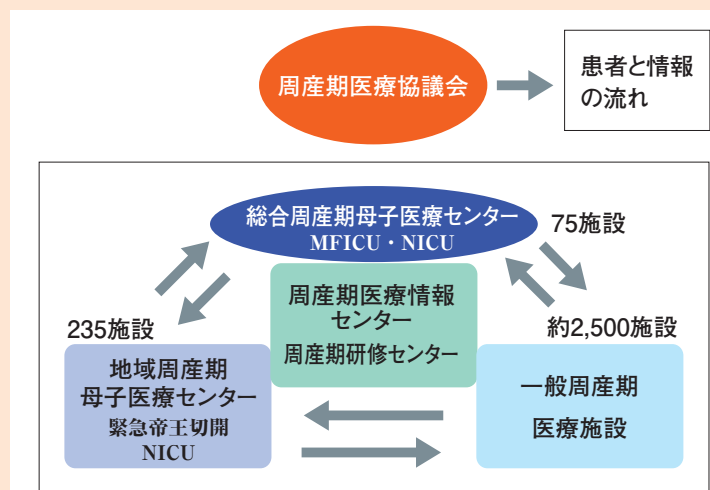 周産期医療協議会
患者と情報
の流れ
総合周産期母子医療センター
MFICU・NICU
75施設
周産期医療情報
センター
周産期研修センター
235施設
地域周産期
母子医療センター
緊急帝王切開
NICU
約2,500施設
一般周産期
医療施設